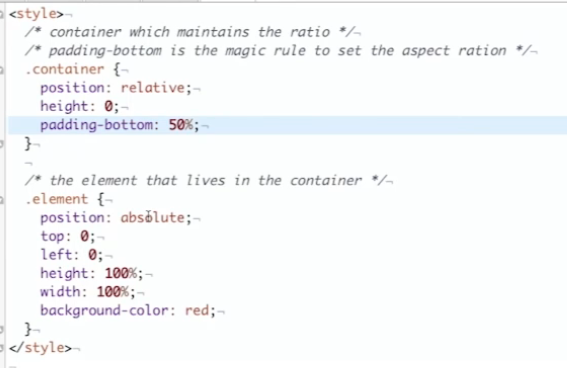 <style>
/* container which maintains the ratio */
/* padding-bottom is the magic rule to set the aspect ration */
.container {
position: relative;
height: 0;
padding-bottom: 50%;
}
/* the element that lives in the container */
.element {
position: absolute;
top: 0;
left: 0;
height: 100%;
width: 100%;
background-color: red;
}
</style>